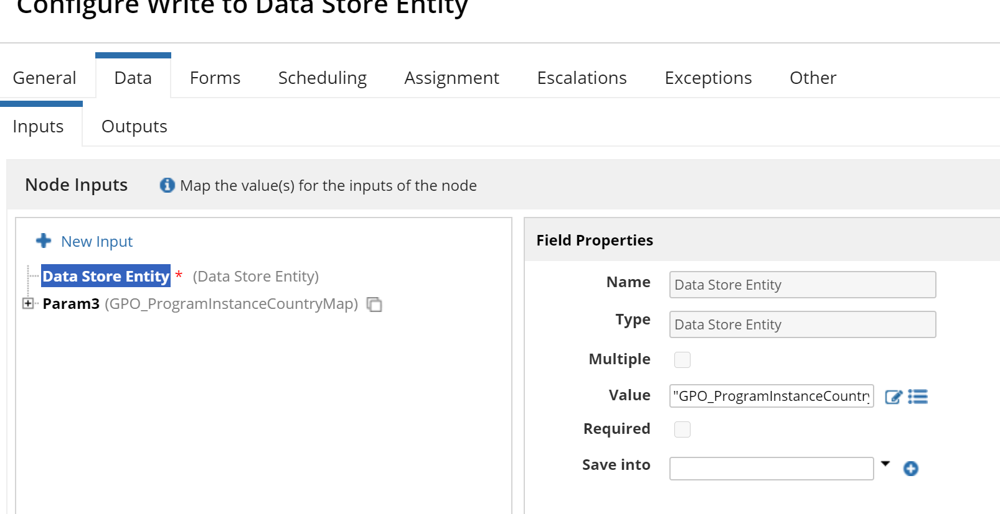 Configure Write to Data Store Entity
General Data Forms Scheduling Assignment Escalations Exceptions Other
Inputs Outputs
Node Inputs Map the value(s) for the inputs of the node
New Input
Data Store Entity * (Data Store Entity)
Param3 (GPO_ProgramInstanceCountryMap)
Field Properties
Name Data Store Entity
Type Data Store Entity
Multiple
Value "GPO_ProgramInstanceCountry
Required
Save into